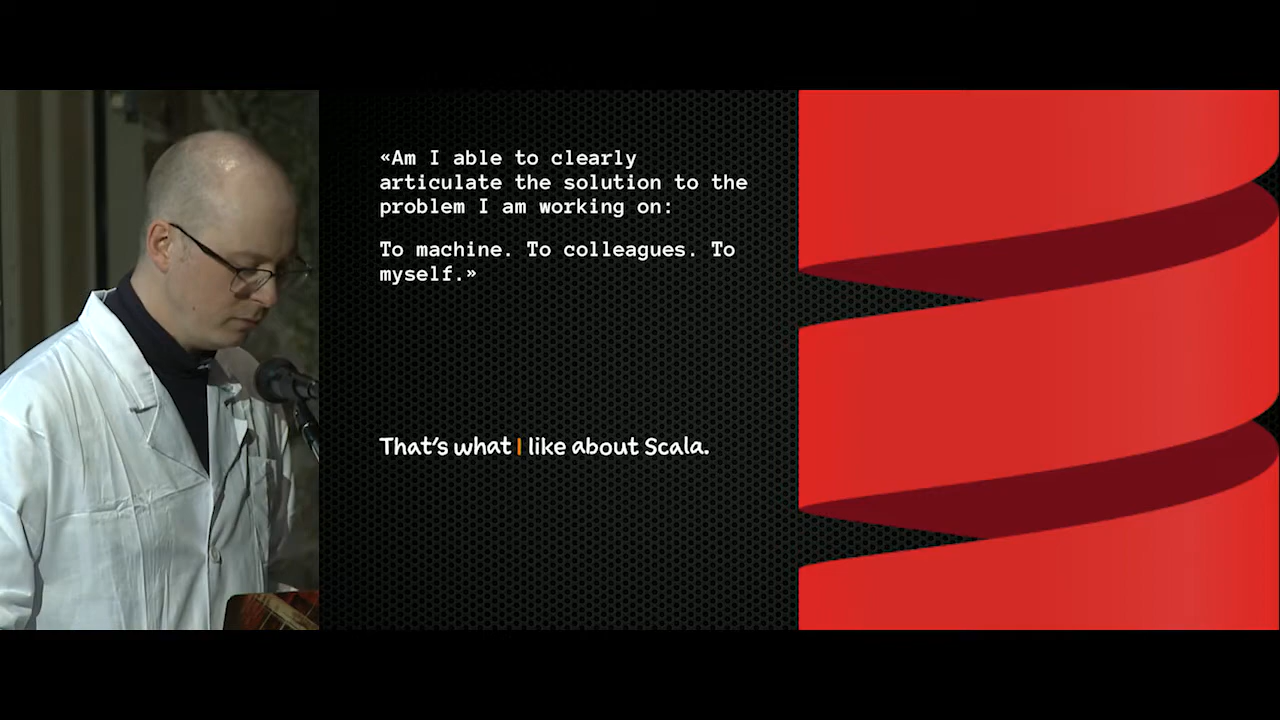 «Am I able to clearly
articulate the solution to the
problem I am working on:
To machine. To colleagues. To
myself.»
That's what I like about Scala.